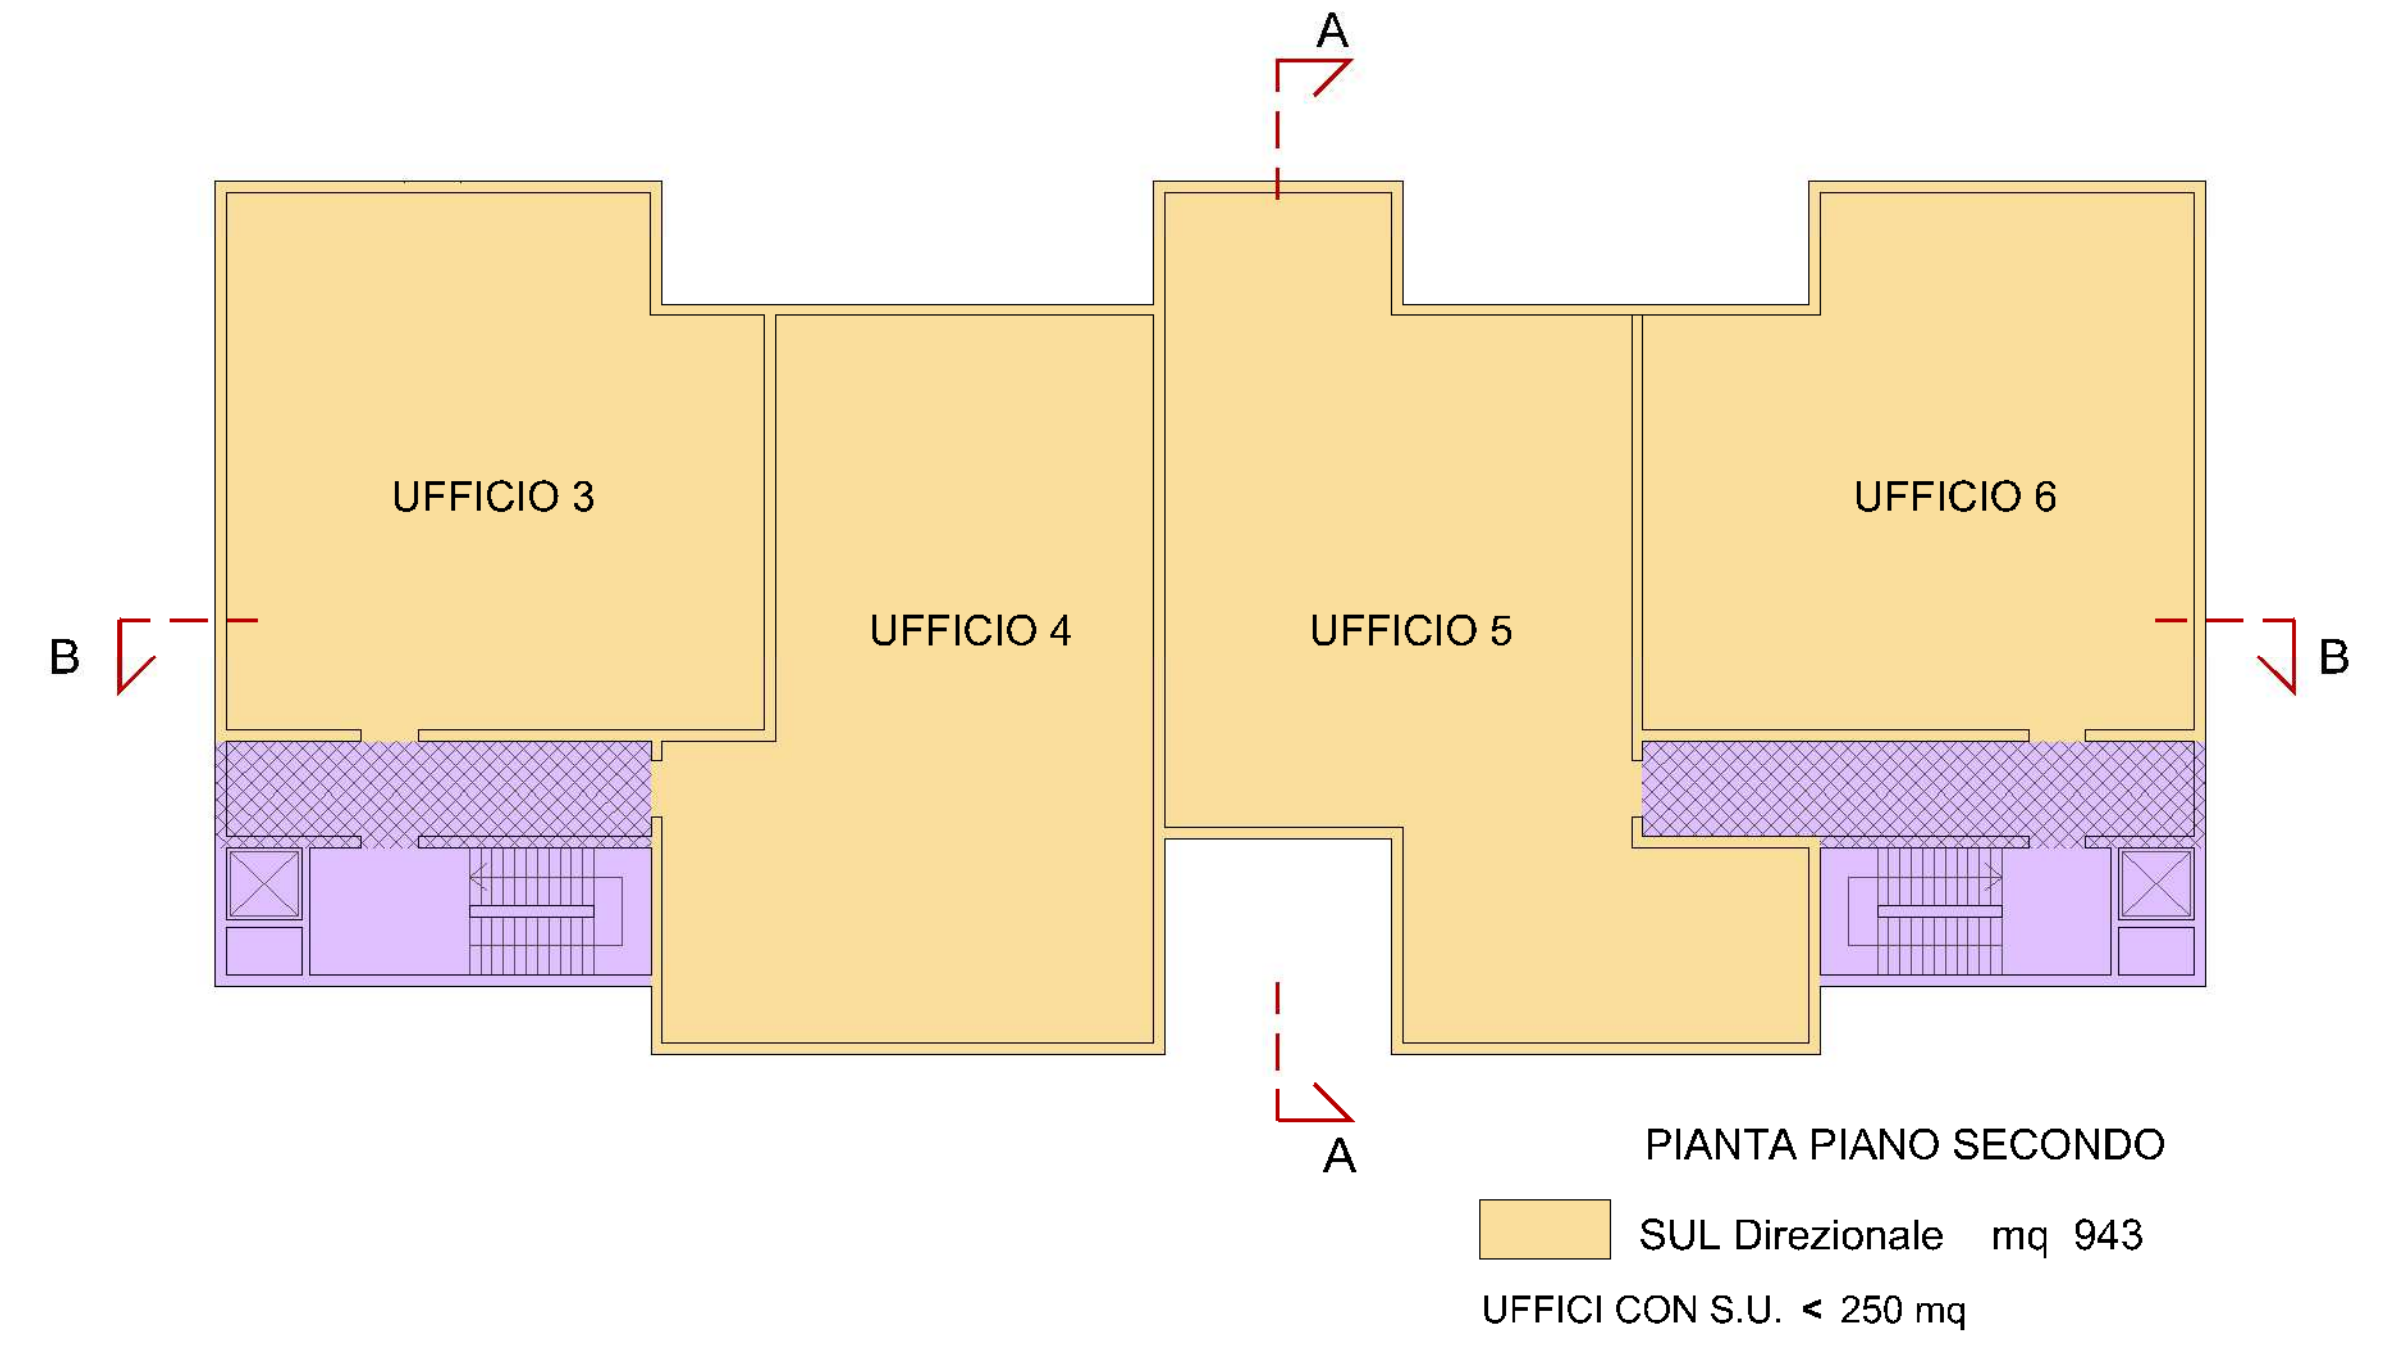 A
UFFICIO 3
UFFICIO 6
UFFICIO 4
UFFICIO 5
B
B
A
PIANTA PIANO SECONDO
SUL Direzionale mq 943
UFFICI CON S.U. < 250 mq